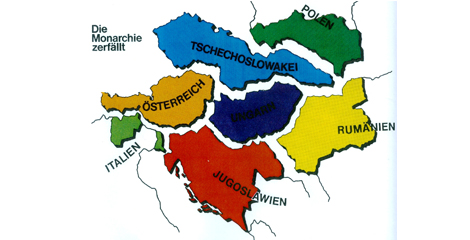 Die
Monarchie
zerfällt
POLEN
TSCHECHOSLOWAKEI
ÖSTERREICH
RUMÄNIEN
ITALIEN
JUGOSLAWIEN